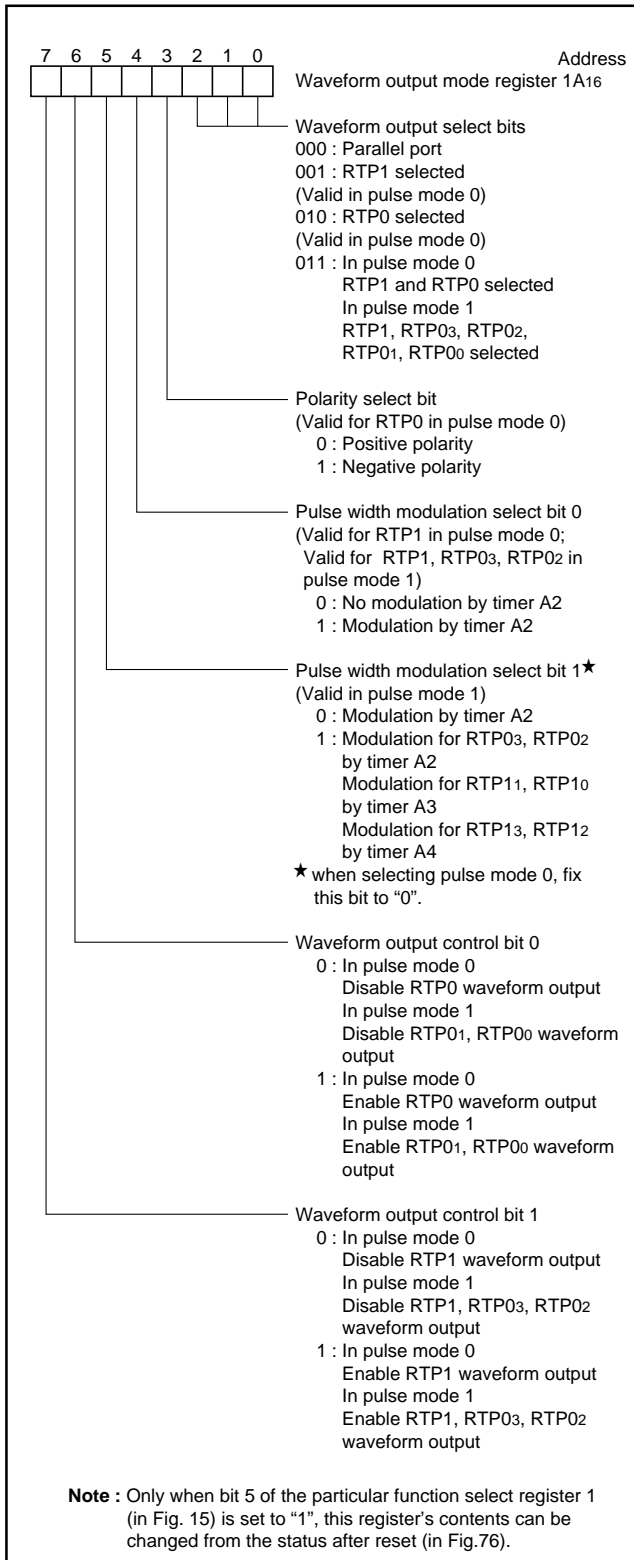 7 6 5 4 3 2 1 0
Address
Waveform output mode register 1A16
Waveform output select bits
000 : Parallel port
001 : RTP1 selected
(Valid in pulse mode 0)
010 : RTP0 selected
(Valid in pulse mode 0)
011 : In pulse mode 0
RTP1 and RTP0 selected
In pulse mode 1
RTP1, RTP03, RTP02,
RTP01, RTP00 selected
Polarity select bit
(Valid for RTP0 in pulse mode 0)
0 : Positive polarity
1 : Negative polarity
Pulse width modulation select bit 0
(Valid for RTP1 in pulse mode 0;
Valid for RTP1, RTP03, RTP02 in
pulse mode 1)
0 : No modulation by timer A2
1 : Modulation by timer A2
Pulse width modulation select bit 1★
(Valid in pulse mode 1)
0 : Modulation by timer A2
1 : Modulation for RTP03, RTP02
by timer A2
Modulation for RTP11, RTP10
by timer A3
Modulation for RTP13, RTP12
by timer A4
★ when selecting pulse mode 0, fix
this bit to “0”.
Waveform output control bit 0
0 : In pulse mode 0
Disable RTP0 waveform output
In pulse mode 1
Disable RTP01, RTP00 waveform
output
1 : In pulse mode 0
Enable RTP0 waveform output
In pulse mode 1
Enable RTP01, RTP00 waveform
output
Waveform output control bit 1
0 : In pulse mode 0
Disable RTP1 waveform output
In pulse mode 1
Disable RTP1, RTP03, RTP02
waveform output
1 : In pulse mode 0
Enable RTP1 waveform output
In pulse mode 1
Enable RTP1, RTP03, RTP02
waveform output
Note : Only when bit 5 of the particular function select register 1
(in Fig. 15) is set to “1”, this register’s contents can be
changed from the status after reset (in Fig.76).